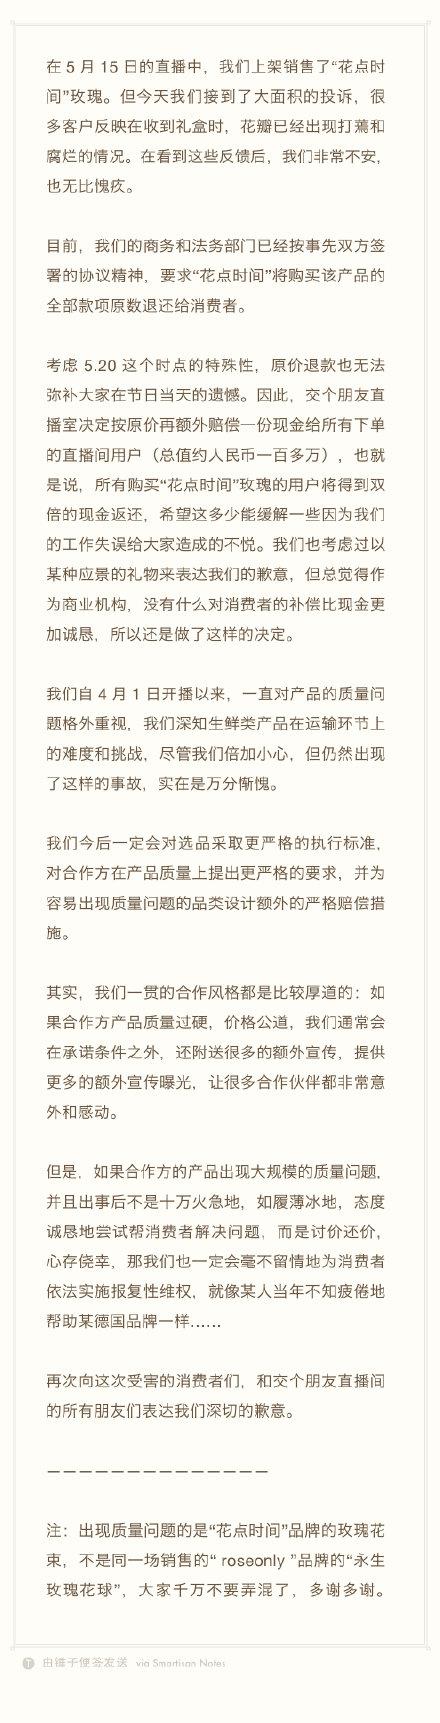 在 5 月 15 日的直播中，我们上架销售了“花点时
间”玫瑰。但今天我们接到了大面积的投诉，很
多客户反映在收到礼盒时，花瓣已经出现打蔫和
腐烂的情况。在看到这些反馈后，我们非常不安，
也无比愧疚。
目前，我们的商务和法务部门已经按事先双方签
署的协议精神，要求“花点时间”将购买该产品的
全部款项原数退还给消费者。
考虑 5.20 这个时点的特殊性，原价退款也无法
弥补大家在节日当天的遗憾。因此，交个朋友直
播室决定按原价再额外赔偿一份现金给所有下单
的直播间用户（总值约人民币一百多万），也就
是说，所有购买“花点时间”玫瑰的用户将得到双
倍的现金返还，希望这多少能缓解一些因为我们
的工作失误给大家造成的不悦。我们也考虑过以
某种应景的礼物来表达我们的歉意，但总觉得作
为商业机构，没有什么对消费者的补偿比现金更
加诚恳，所以还是做了这样的决定。
我们自 4 月 1 日开播以来，一直对产品的质量问
题格外重视，我们深知生鲜类产品在运输环节上
的难度和挑战，尽管我们倍加小心，但仍然出现
了这样的事故，实在是万分惭愧。
我们今后一定会对选品采取更严格的执行标准，
对合作方在产品质量上提出更严格的要求，并为
容易出现质量问题的品类设计额外的严格赔偿措
施。
其实，我们一贯的合作风格都是比较厚道的：如
果合作方产品质量过硬，价格公道，我们通常会
在承诺条件之外，还附送很多的额外宣传，提供
更多的额外宣传曝光，让很多合作伙伴都非常意
外和感动。
但是，如果合作方的产品出现大规模的质量问题，
并且出事后不是十万火急地，如履薄冰地，态度
诚恳地尝试帮消费者解决问题，而是讨价还价，
心存侥幸，那我们也一定会毫不留情地为消费者
依法实施报复性维权，就像某人当年不知疲倦地
帮助某德国品牌一样……
再次向这次受害的消费者们，和交个朋友直播间
的所有朋友们表达我们深切的歉意。
——————————————
注：出现质量问题的是“花点时间”品牌的玫瑰花
束，不是同一场销售的“ roseonly ”品牌的“永生
玫瑰花球”，大家千万不要弄混了，多谢多谢。
由锤子便签发送 via Smartisan Notes